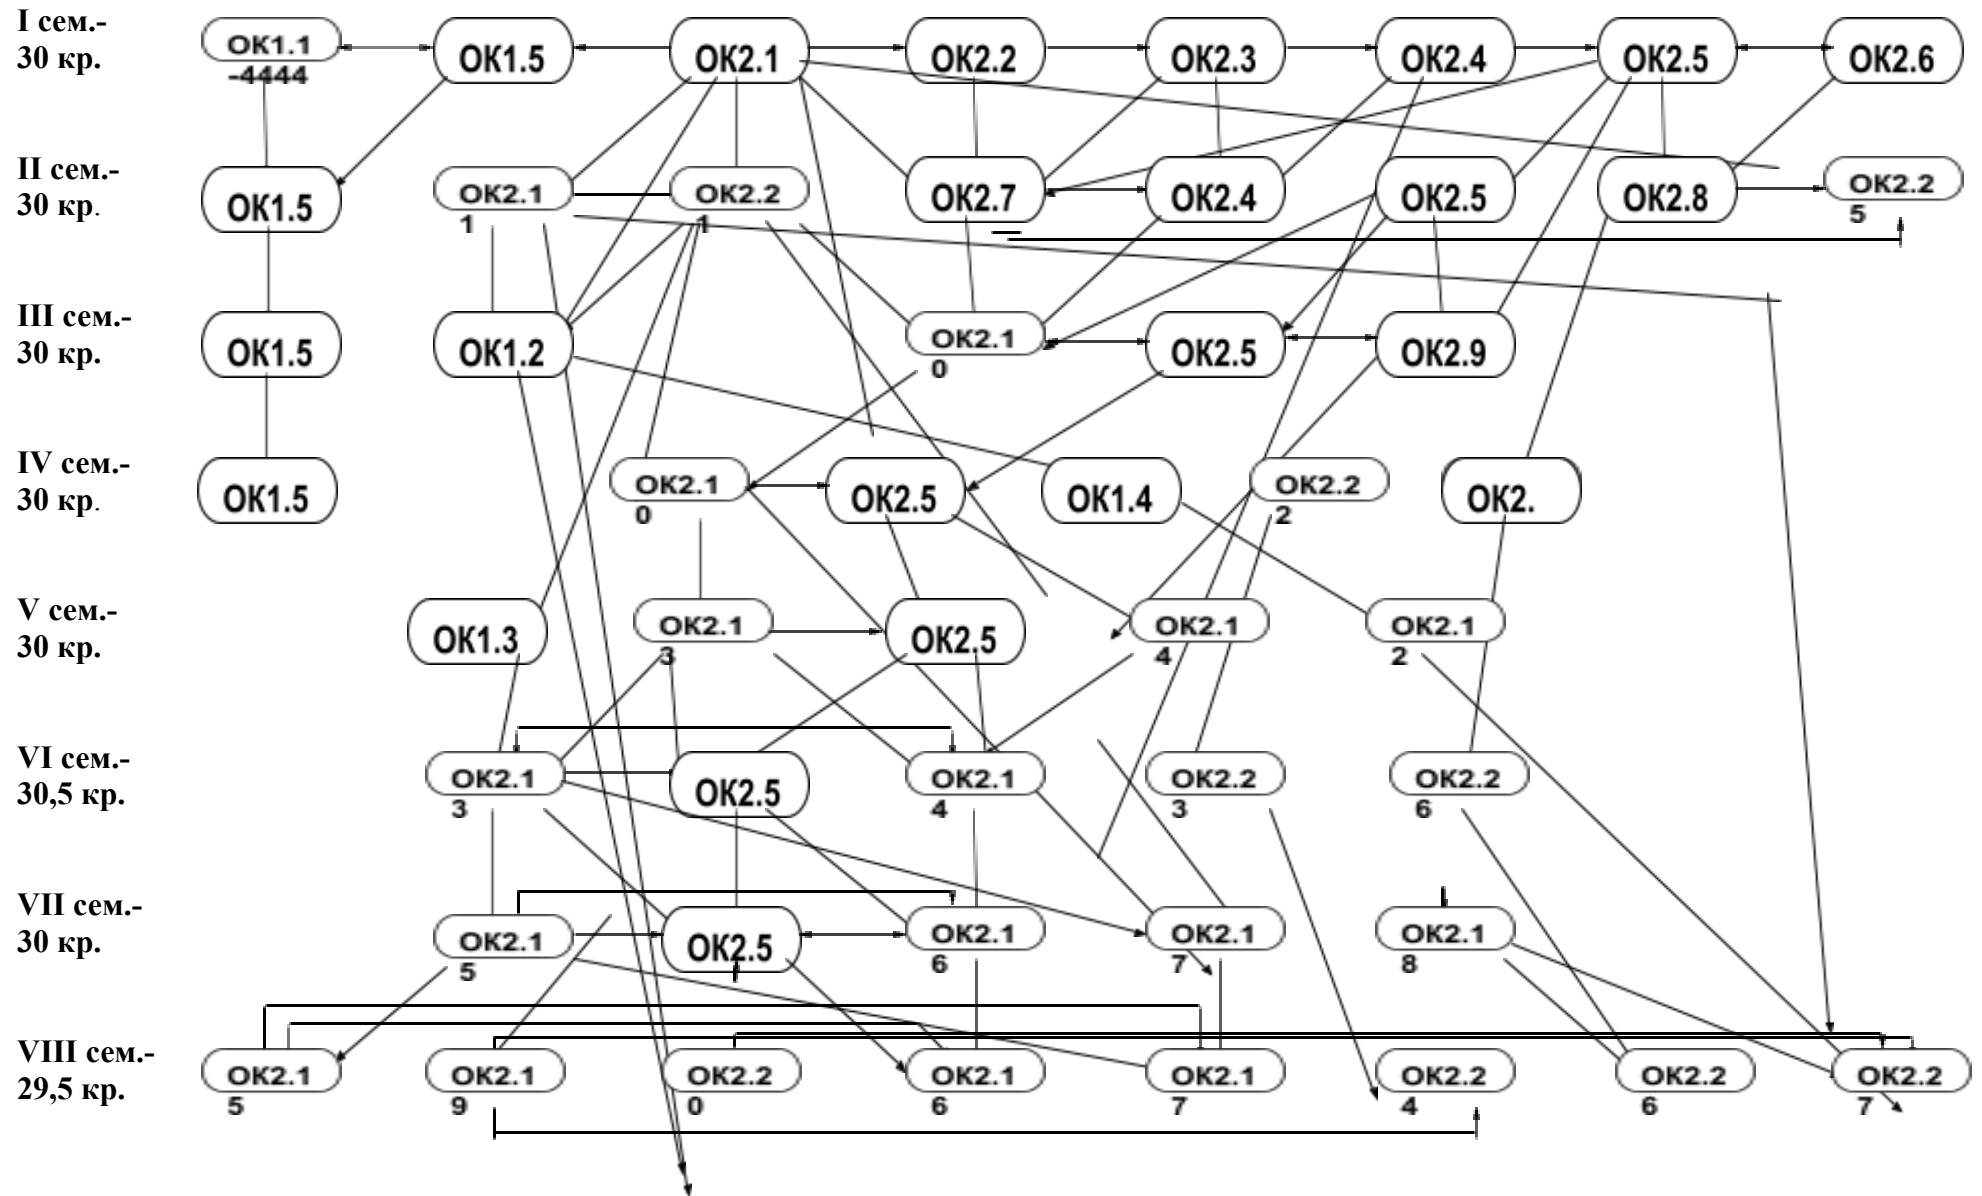 I сем.-
30 кр.
ОК1.1
-4444
ОК1.5
ОК2.1
ОК2.2
ОК2.3
ОК2.4
ОК2.5
ОК2.6
II сем.-
30 кр.
ОК1.5
ОК2.1
1
ОК2.2
1
ОК2.7
ОК2.4
ОК2.5
ОК2.8
ОК2.2
5
III сем.-
30 кр.
ОК1.5
ОК1.2
ОК2.1
0
ОК2.5
ОК2.9
IV сем.-
30 кр.
ОК1.5
ОК2.1
0
ОК2.5
ОК1.4
ОК2.2
2
ОК2.
V сем.-
30 кр.
ОК1.3
ОК2.1
3
ОК2.5
ОК2.1
4
ОК2.1
2
VI сем.-
30,5 кр.
ОК2.1
3
ОК2.5
ОК2.1
4
ОК2.2
3
ОК2.2
6
VII сем.-
30 кр.
ОК2.1
5
ОК2.5
ОК2.1
6
ОК2.1
7
ОК2.1
8
VIII сем.-
29,5 кр.
ОК2.1
5
ОК2.1
9
ОК2.2
0
ОК2.1
6
ОК2.1
7
ОК2.2
4
ОК2.2
6
ОК2.2
7